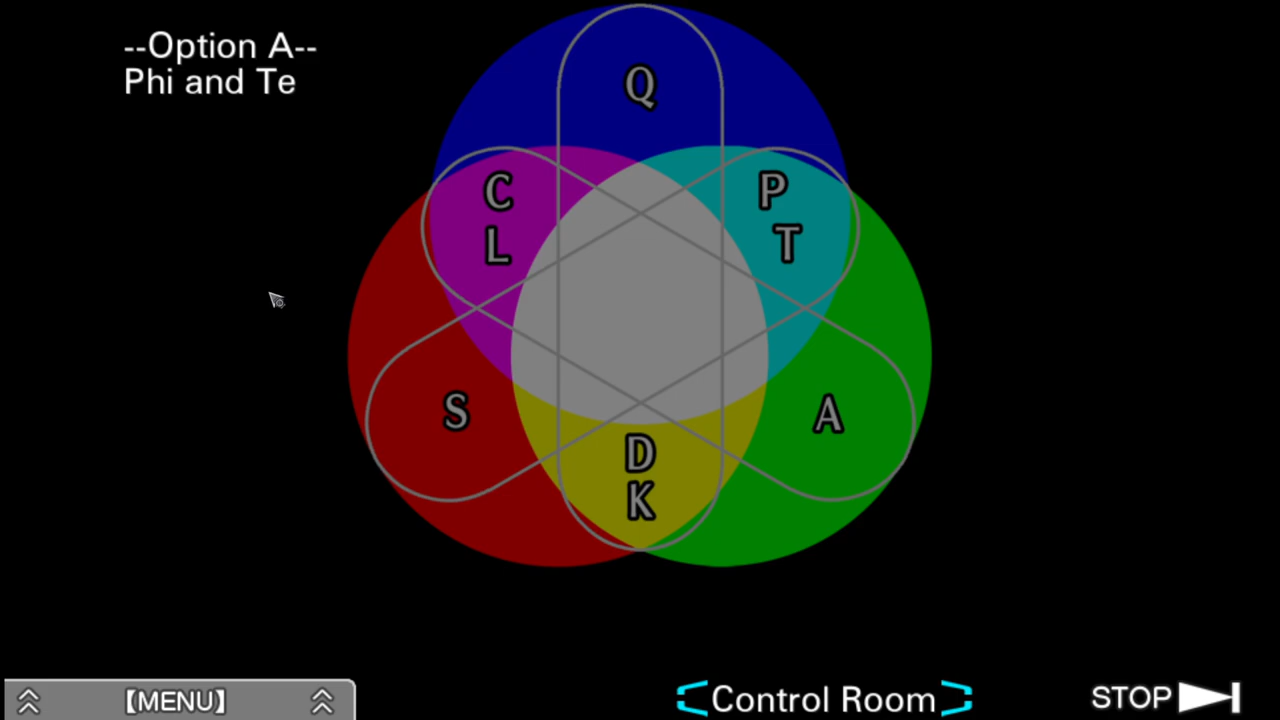 --Option A--
Phi and Te
Q
C
P
L
T
S
A
D
K
【MENU】
Control Room
STOP